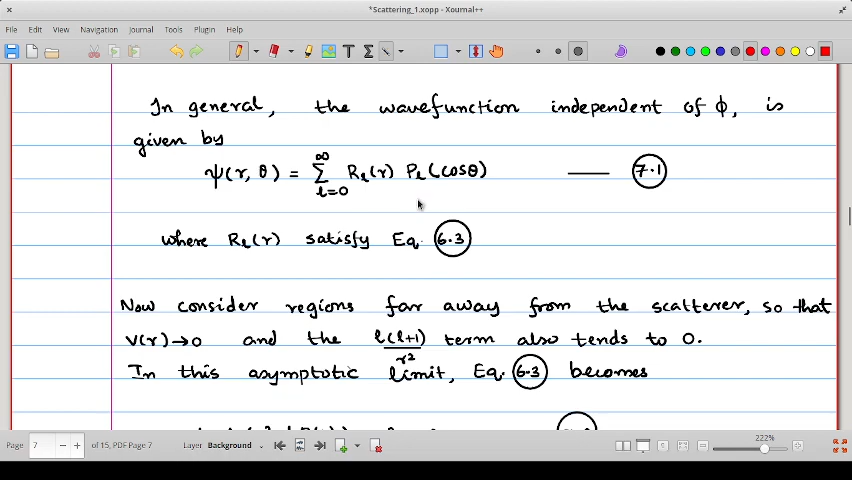 *Scattering_1.xopp - Xournal++
File Edit View Navigation Journal Tools Plugin Help
In general, the wavefunction independent of ϕ, is
given by
ψ(r, θ) = ∑_{l=0}^{∞} R_l(r) P_l(cosθ) —— 7.1
where R_l(r) satisfy Eq. 6.3
Now consider regions far away from the scatterer, so that
V(r)→0 and the l(l+1)/r² term also tends to 0.
In this asymptotic limit, Eq. 6.3 becomes
Page 7 of 15, PDF Page 7 Layer Background 222%